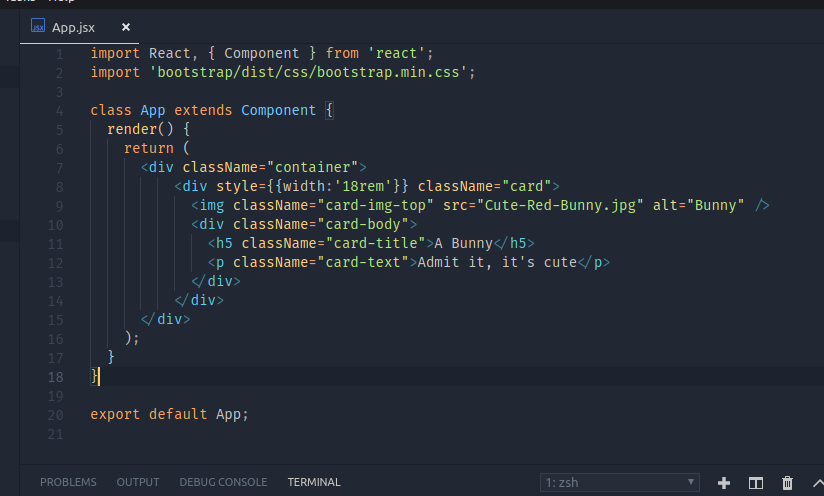 App.jsx ×
1 import React, { Component } from 'react';
2 import 'bootstrap/dist/css/bootstrap.min.css';
3
4 class App extends Component {
5   render() {
6     return (
7       <div className="container">
8           <div style={{width:'18rem'}} className="card">
9             <img className="card-img-top" src="Cute-Red-Bunny.jpg" alt="Bunny" />
10             <div className="card-body">
11               <h5 className="card-title">A Bunny</h5>
12               <p className="card-text">Admit it, it's cute</p>
13             </div>
14           </div>
15       </div>
16     );
17   }
18 }
19
20 export default App;
21
PROBLEMS OUTPUT DEBUG CONSOLE TERMINAL 1: zsh